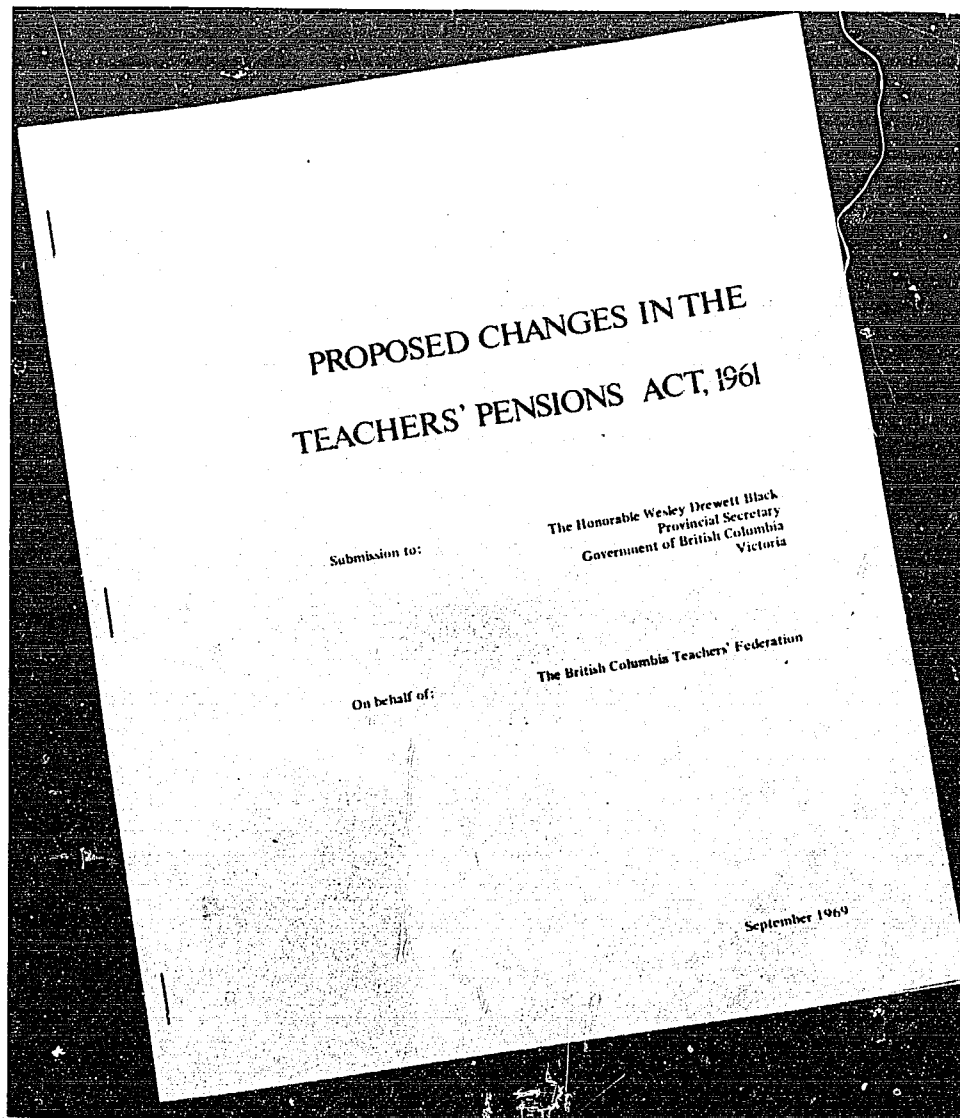 PROPOSED CHANGES IN THE
TEACHERS' PENSIONS ACT, 1961
Submission to:
The Honorable Wesley Drewett Black
Provincial Secretary
Government of British Columbia
Victoria
On behalf of:
The British Columbia Teachers' Federation
September 1969